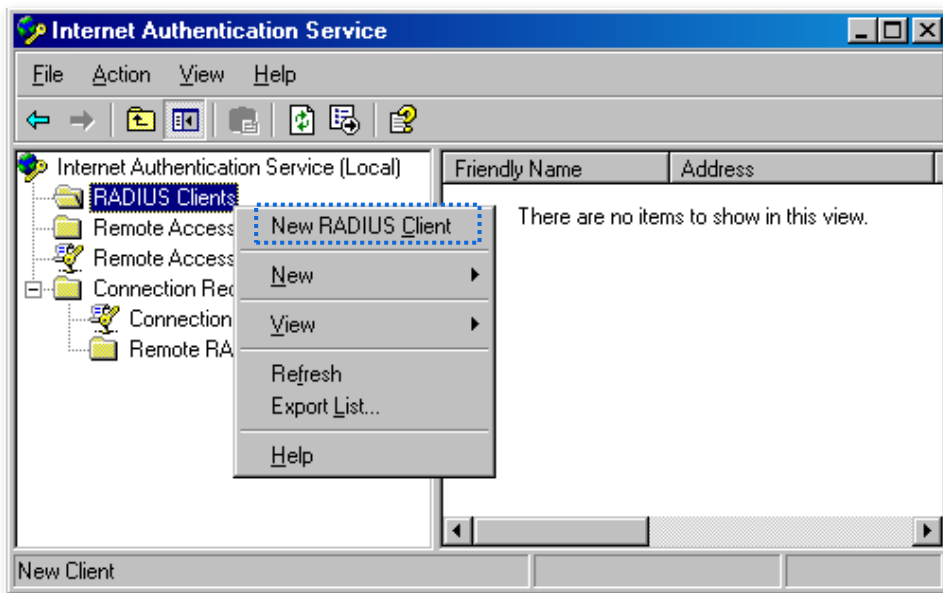 Internet Authentication Service
File Action View Help
Internet Authentication Service (Local)
RADIUS Clients
Remote Access
Remote Access
Connection Rec
Connection
Remote RA
New RADIUS Client
New
View
Refresh
Export List...
Help
Friendly Name Address
There are no items to show in this view.
New Client